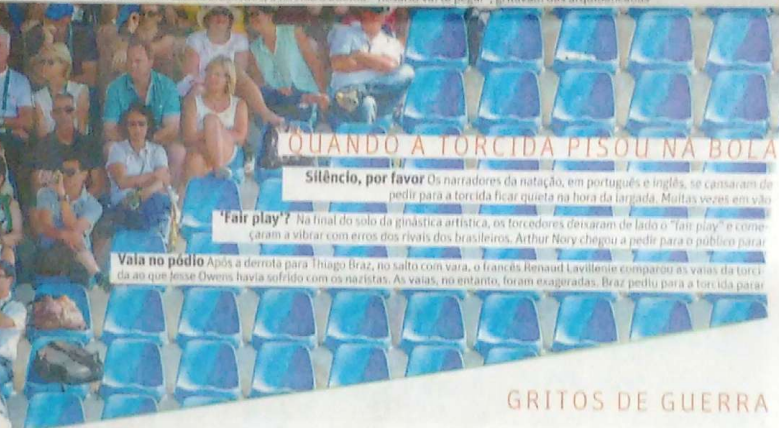 gritavam das arquibancadas
QUANDO A TORCIDA PISOU NA BOLA
Silêncio, por favor Os narradores da natação, em português e inglês, se cansaram de
pedir para a torcida ficar quieta na hora da largada. Muitas vezes em vão
'Fair play'? Na final do solo da ginástica artística, os torcedores deixaram de lado o "fair play" e come-
çaram a vibrar com erros dos rivais dos brasileiros. Arthur Nory chegou a pedir para o público parar
Vaia no pódio Após a derrota para Thiago Braz, no salto com vara, o francês Renaud Lavillenie comparou as vaias da torci-
da ao que Jesse Owens havia sofrido com os nazistas. As vaias, no entanto, foram exageradas. Braz pediu para a torcida parar
GRITOS DE GUERRA